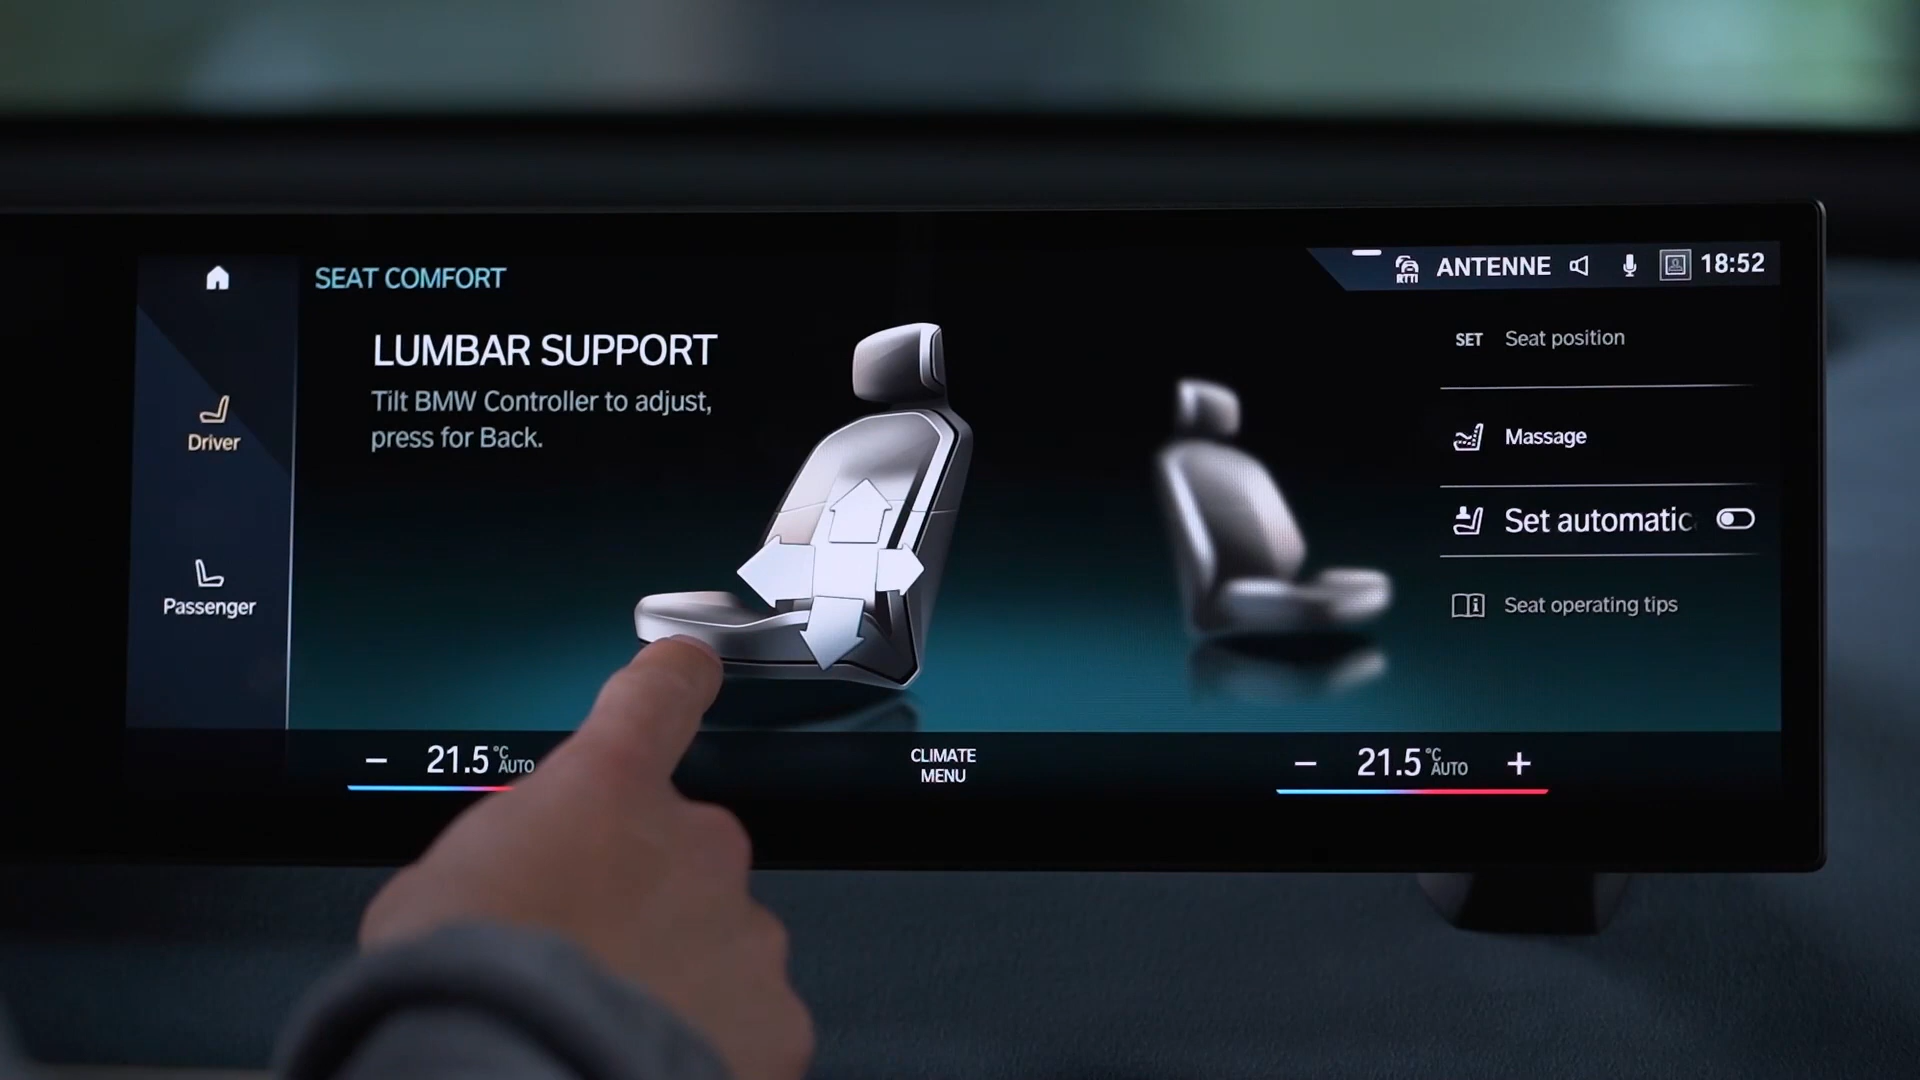 SEAT COMFORT
RTTI ANTENNE 18:52
LUMBAR SUPPORT
Tilt BMW Controller to adjust,
press for Back.
Driver
Passenger
SET Seat position
Massage
Set automatic
Seat operating tips
− 21.5 °C AUTO
CLIMATE
MENU
− 21.5 °C AUTO +